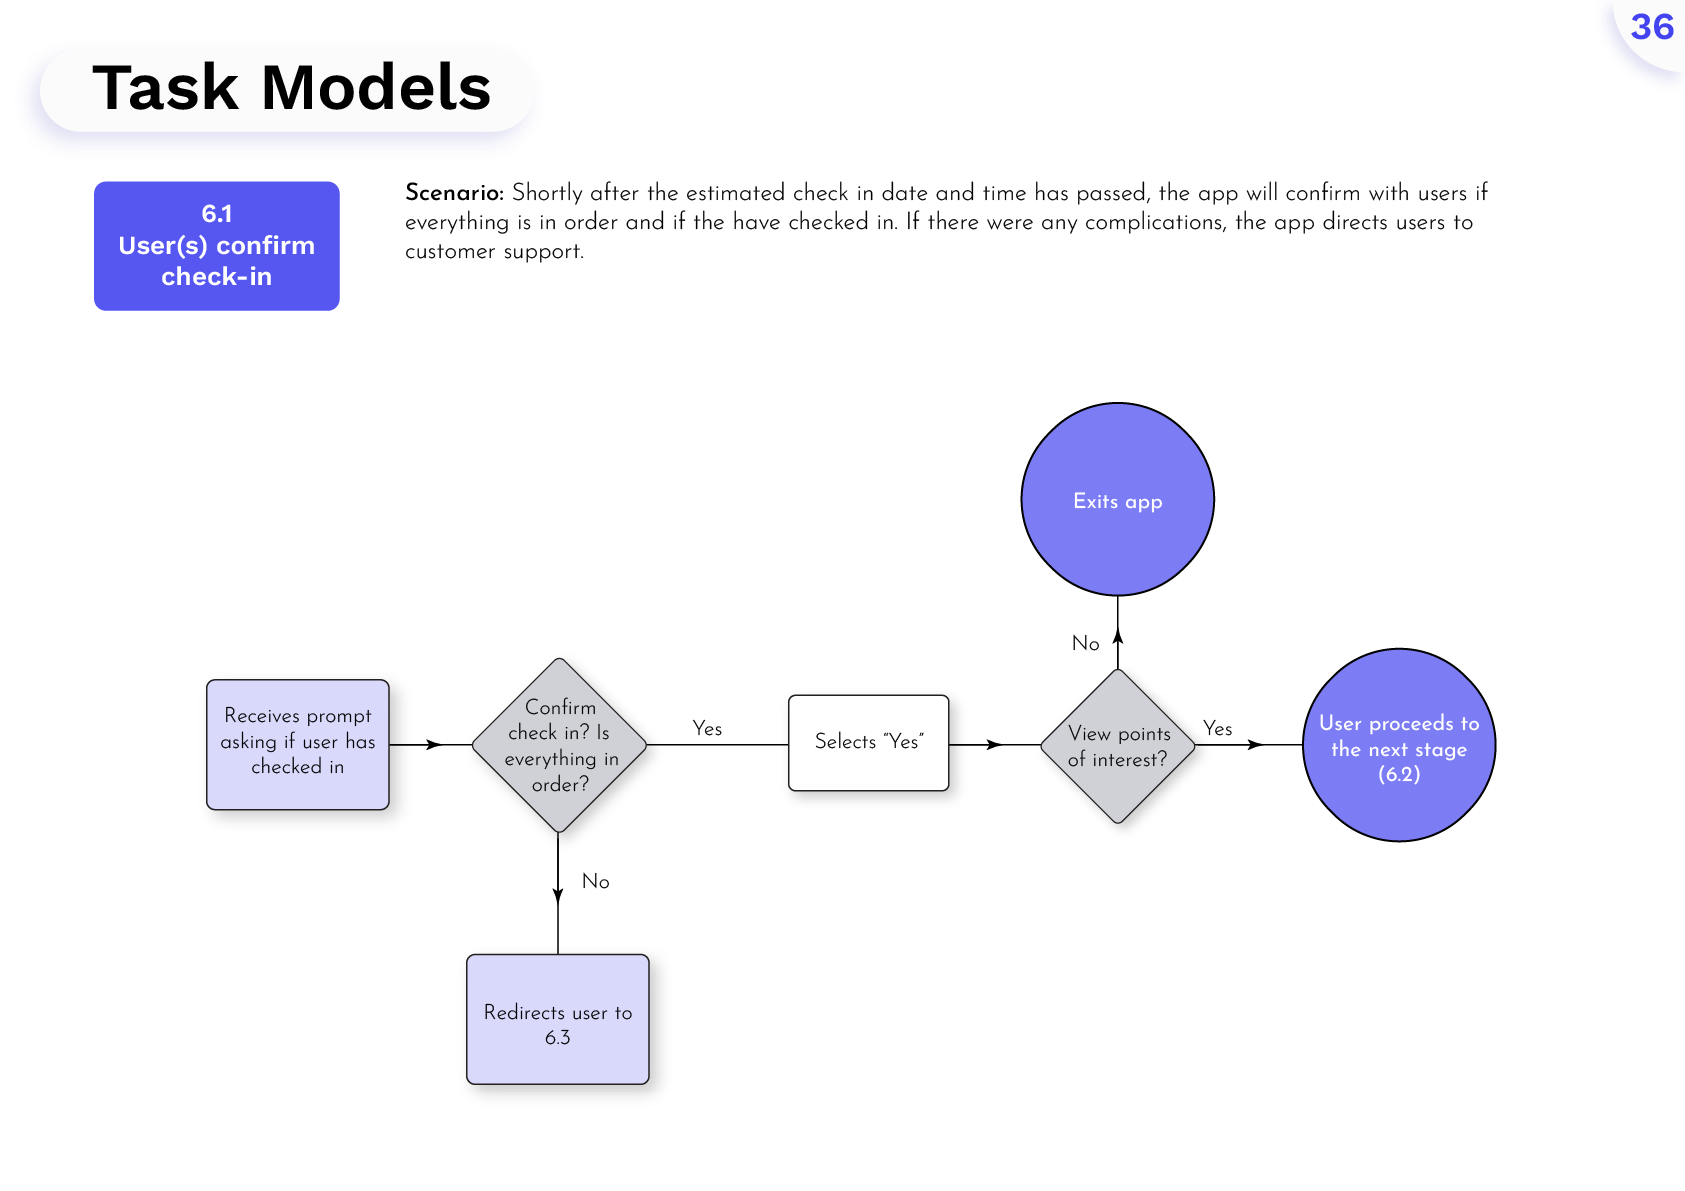 36
Task Models
6.1
User(s) confirm
check-in
Scenario: Shortly after the estimated check in date and time has passed, the app will confirm with users if
everything is in order and if the have checked in. If there were any complications, the app directs users to
customer support.
Exits app
No
Receives prompt
asking if user has
checked in
Confirm
check in? Is
everything in
order?
Yes
Selects “Yes”
View points
of interest?
Yes
User proceeds to
the next stage
(6.2)
No
Redirects user to
6.3